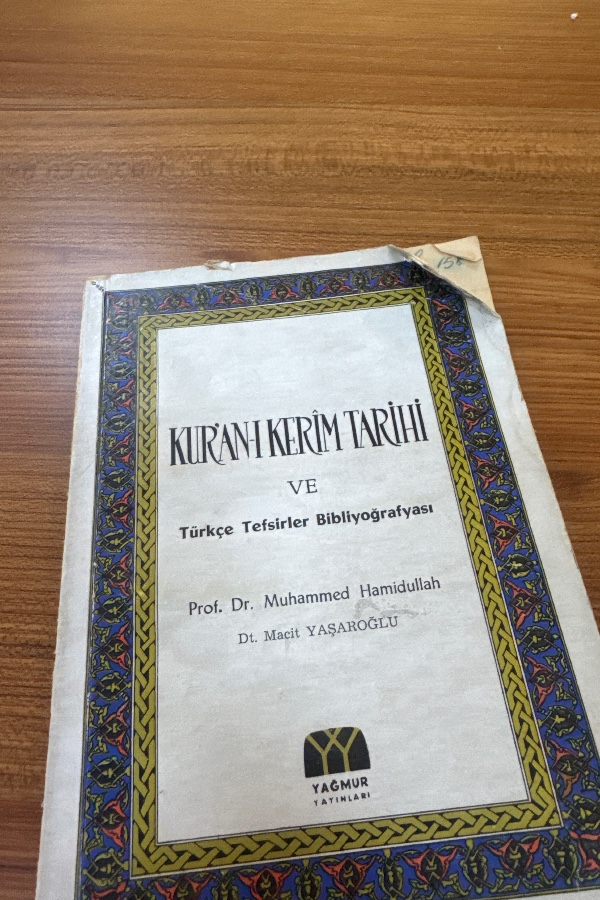 KUR'AN-I KERÎM TARİHİ
VE
Türkçe Tefsirler Bibliyoğrafyası
Prof. Dr. Muhammed Hamidullah
Dt. Macit YAŞAROĞLU
YAĞMUR
YAYINLARI